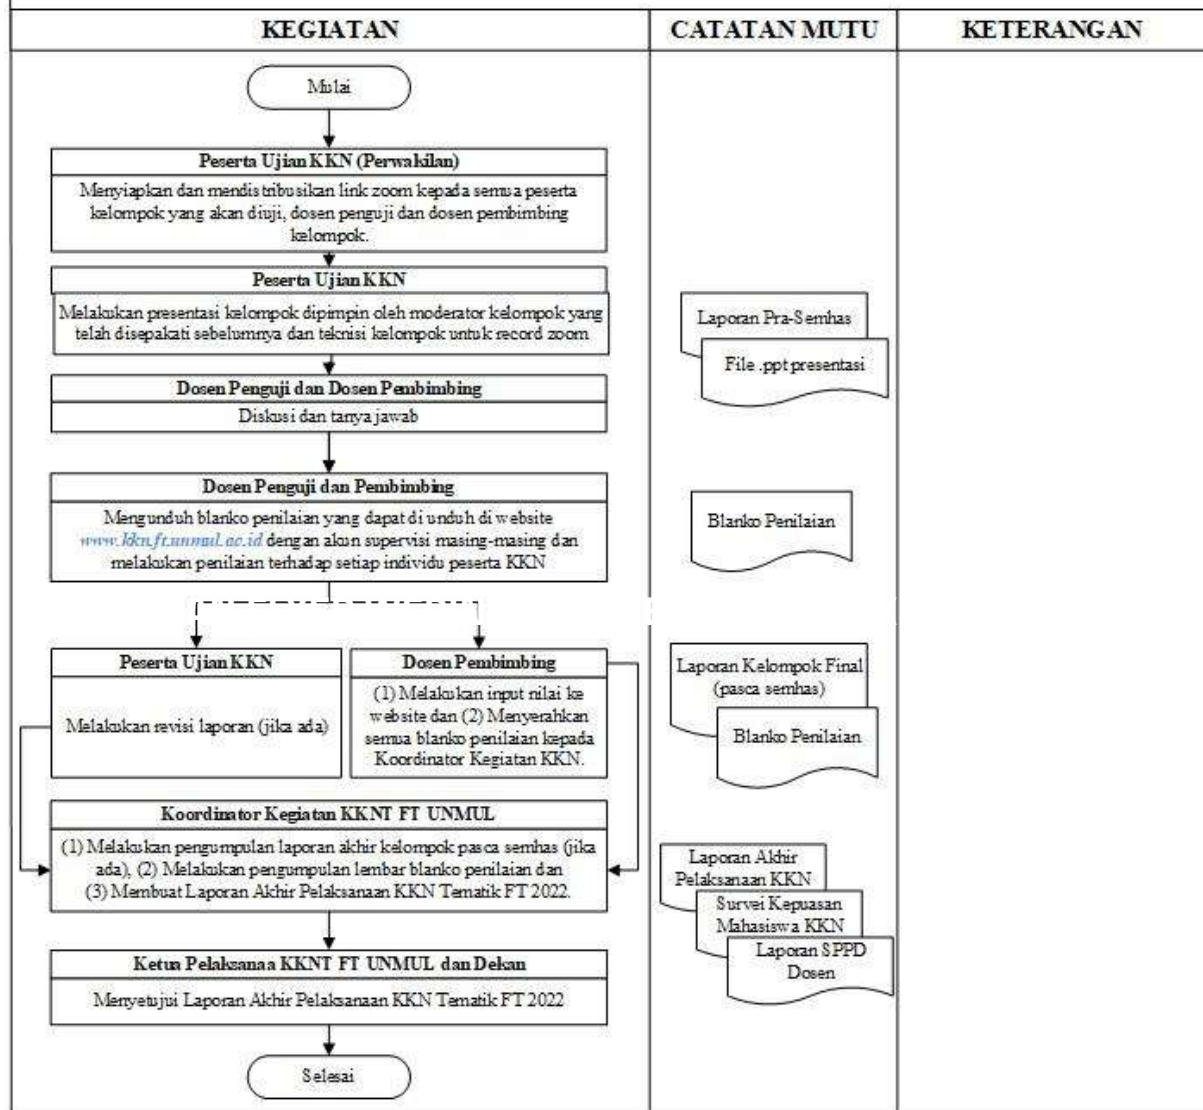 KEGIATAN
CATATAN MUTU
KETERANGAN
Mulai
Peserta Ujian KKN (Perwakilan)
Menyiapkan dan mendistribusikan link zoom kepada semua peserta
kelompok yang akan diuji, dosen penguji dan dosen pembimbing
kelompok.
Peserta Ujian KKN
Melakukan presentasi kelompok dipimpin oleh moderator kelompok yang
telah disepakati sebelumnya dan teknisi kelompok untuk record zoom
Laporan Pra-Semhas
File .ppt presentasi
Dosen Penguji dan Dosen Pembimbing
Diskusi dan tanya jawab
Dosen Penguji dan Pembimbing
Mengunduh blanko penilaian yang dapat di unduh di website
www.kkn.ft.unmul.ac.id dengan akun supervisi masing-masing dan
melakukan penilaian terhadap setiap individu peserta KKN
Blanko Penilaian
Peserta Ujian KKN
Melakukan revisi laporan (jika ada)
Dosen Pembimbing
(1) Melakukan input nilai ke
website dan (2) Menyerahkan
semua blanko penilaian kepada
Koordinator Kegiatan KKN.
Laporan Kelompok Final
(pasca semhas)
Blanko Penilaian
Koordinator Kegiatan KKNT FT UNMUL
(1) Melakukan pengumpulan laporan akhir kelompok pasca semhas (jika
ada), (2) Melakukan pengumpulan lembar blanko penilaian dan
(3) Membuat Laporan Akhir Pelaksanaan KKN Tematik FT 2022.
Laporan Akhir
Pelaksanaan KKN
Survei Kepuasan
Mahasiswa KKN
Laporan SPPD
Dosen
Ketua Pelaksanaa KKNT FT UNMUL dan Dekan
Menyetujui Laporan Akhir Pelaksanaan KKN Tematik FT 2022
Selesai